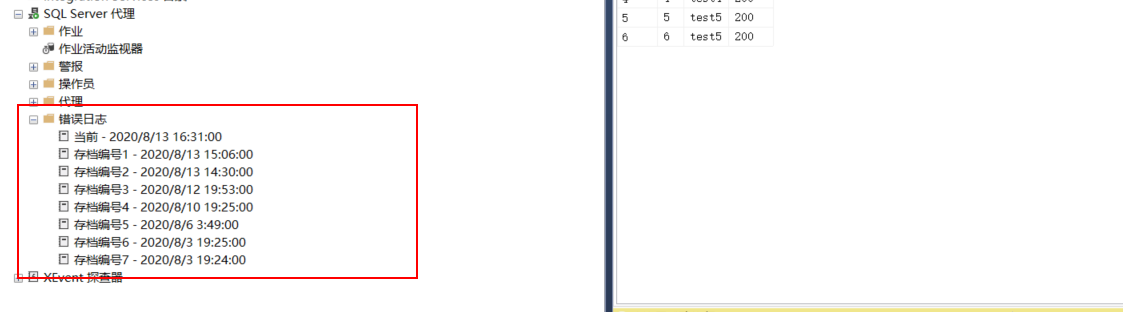 SQL Server 代理
作业
作业活动监视器
警报
操作员
代理
错误日志
当前 - 2020/8/13 16:31:00
存档编号1 - 2020/8/13 15:06:00
存档编号2 - 2020/8/13 14:30:00
存档编号3 - 2020/8/12 19:53:00
存档编号4 - 2020/8/10 19:25:00
存档编号5 - 2020/8/6 3:49:00
存档编号6 - 2020/8/3 19:25:00
存档编号7 - 2020/8/3 19:24:00
XEvent 探查器
5 5 test5 200
6 6 test5 200